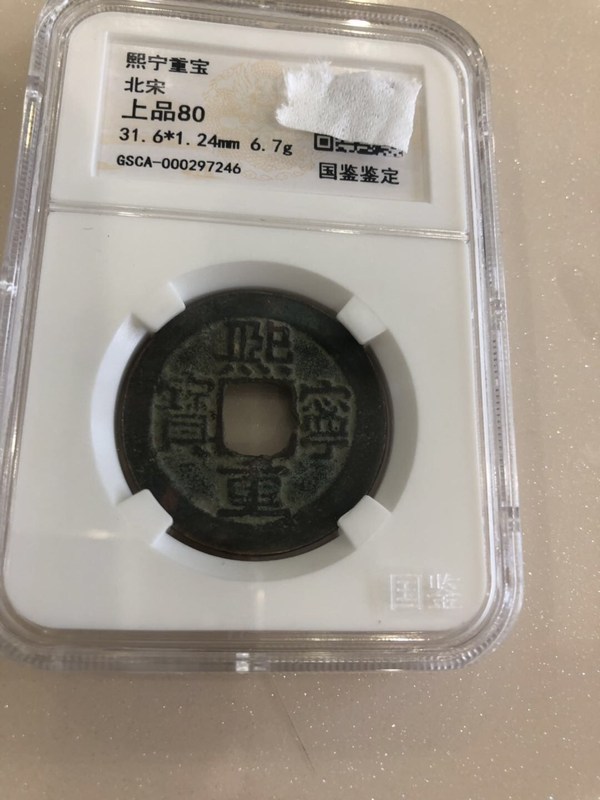 熙宁重宝
北宋
上品80
31.6*1.24mm 6.7g
GSCA-000297246
国鉴鉴定
熙寧重寶
国鉴